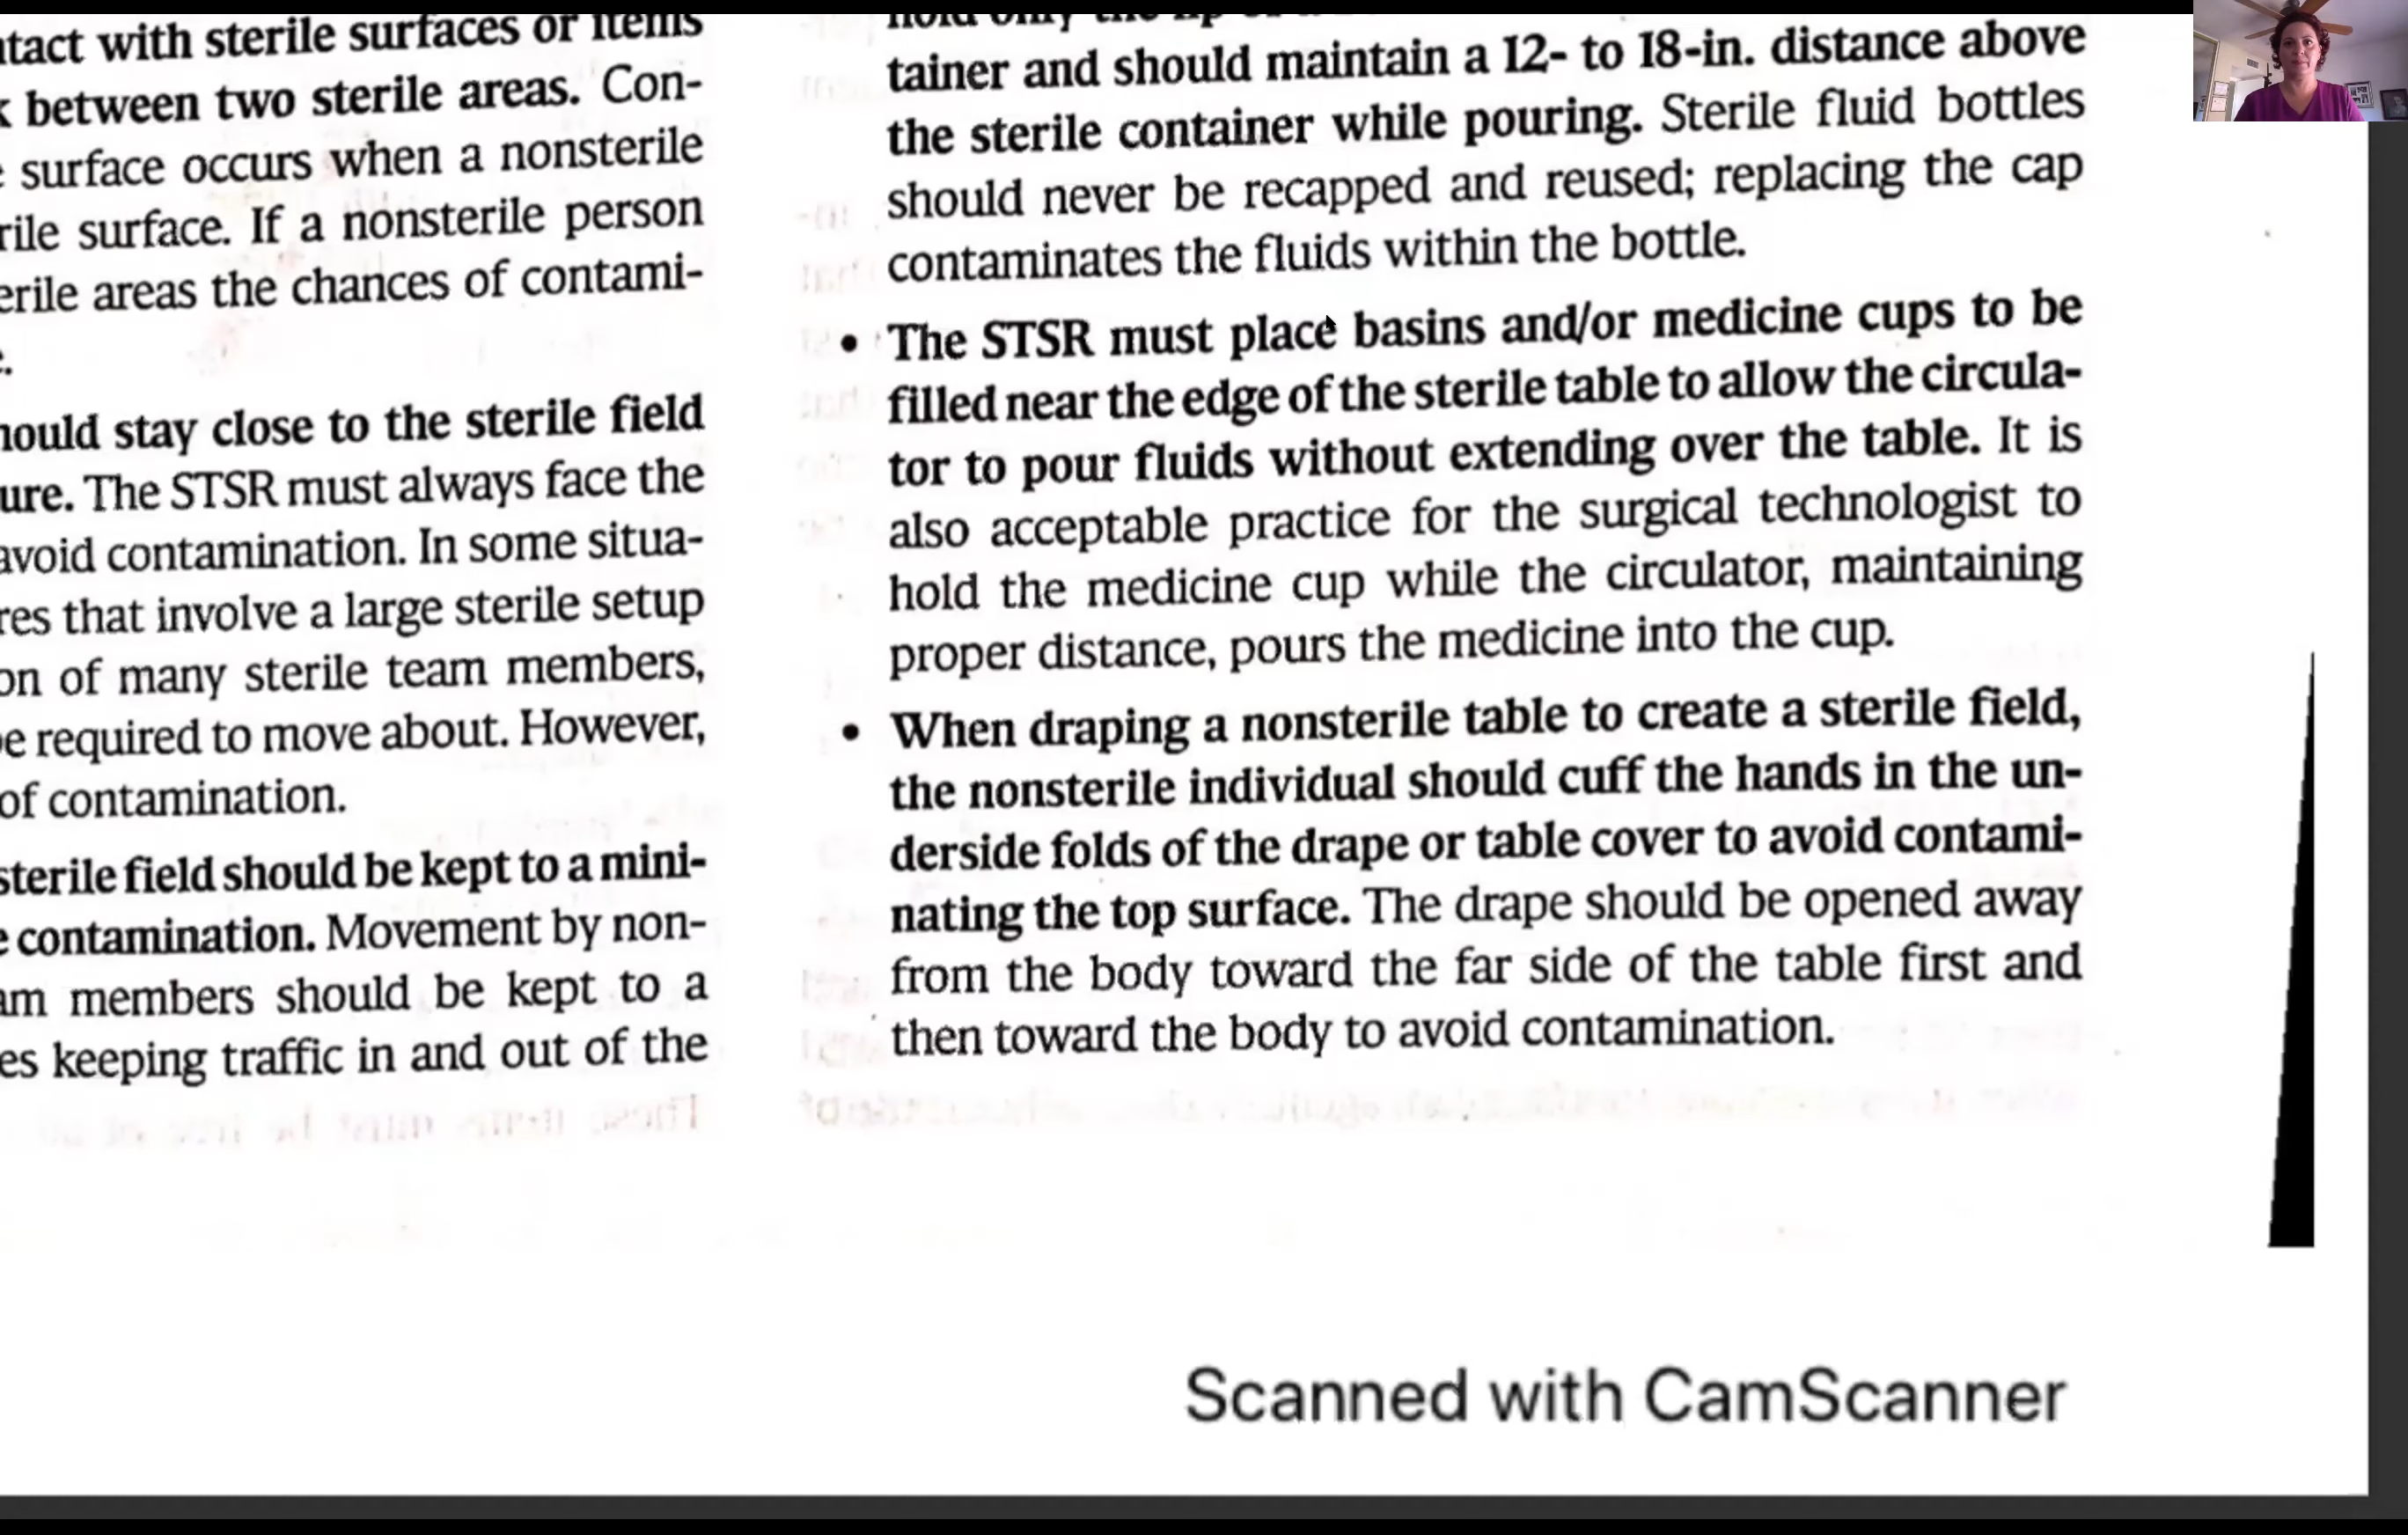 ntact with sterile surfaces or items
between two sterile areas. Con-
surface occurs when a nonsterile
rile surface. If a nonsterile person
erile areas the chances of contami-
hould stay close to the sterile field
ure. The STSR must always face the
avoid contamination. In some situa-
res that involve a large sterile setup
on of many sterile team members,
be required to move about. However,
of contamination.
sterile field should be kept to a mini-
e contamination. Movement by non-
am members should be kept to a
es keeping traffic in and out of the
hold only the lip of
tainer and should maintain a 12- to 18-in. distance above
the sterile container while pouring. Sterile fluid bottles
should never be recapped and reused; replacing the cap
contaminates the fluids within the bottle.
• The STSR must place basins and/or medicine cups to be
filled near the edge of the sterile table to allow the circula-
tor to pour fluids without extending over the table. It is
also acceptable practice for the surgical technologist to
hold the medicine cup while the circulator, maintaining
proper distance, pours the medicine into the cup.
• When draping a nonsterile table to create a sterile field,
the nonsterile individual should cuff the hands in the un-
derside folds of the drape or table cover to avoid contami-
nating the top surface. The drape should be opened away
from the body toward the far side of the table first and
then toward the body to avoid contamination.
Scanned with CamScanner